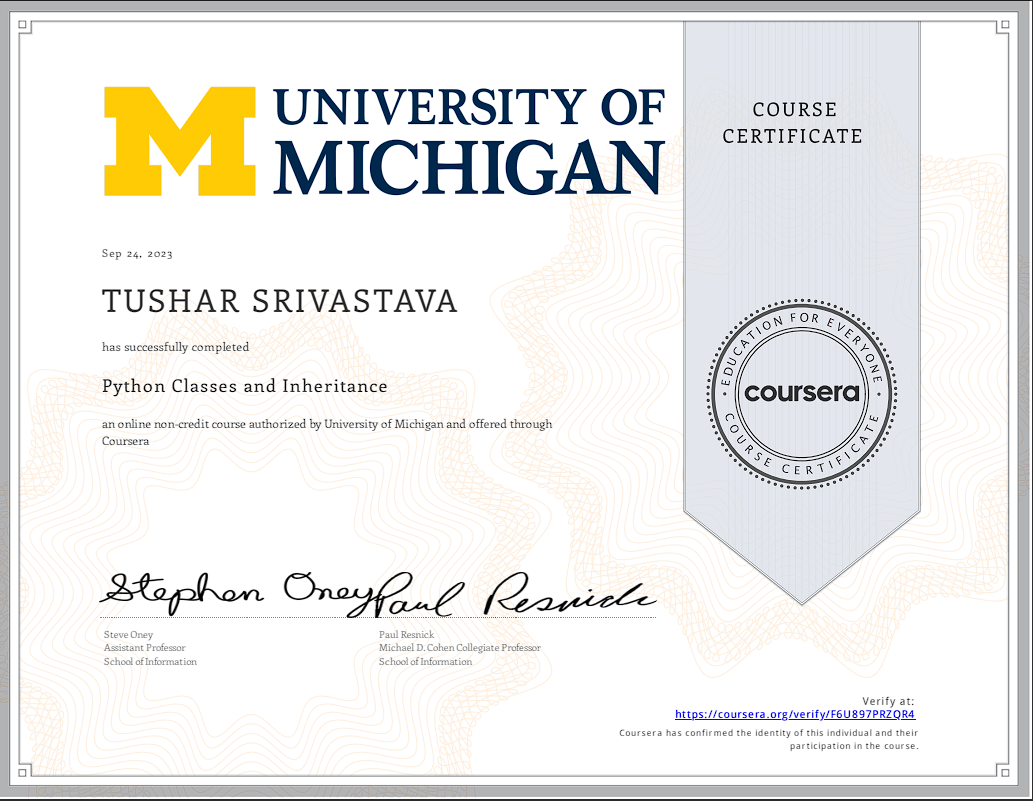 UNIVERSITY OF
MICHIGAN
COURSE
CERTIFICATE
Sep 24, 2023
TUSHAR SRIVASTAVA
has successfully completed
Python Classes and Inheritance
an online non-credit course authorized by University of Michigan and offered through
Coursera
EDUCATION FOR EVERYONE
coursera
COURSE CERTIFICATE
Stephen Oney
Paul Resnick
Steve Oney
Assistant Professor
School of Information
Paul Resnick
Michael D. Cohen Collegiate Professor
School of Information
Verify at:
https://coursera.org/verify/F6U897PRZQR4
Coursera has confirmed the identity of this individual and their
participation in the course.